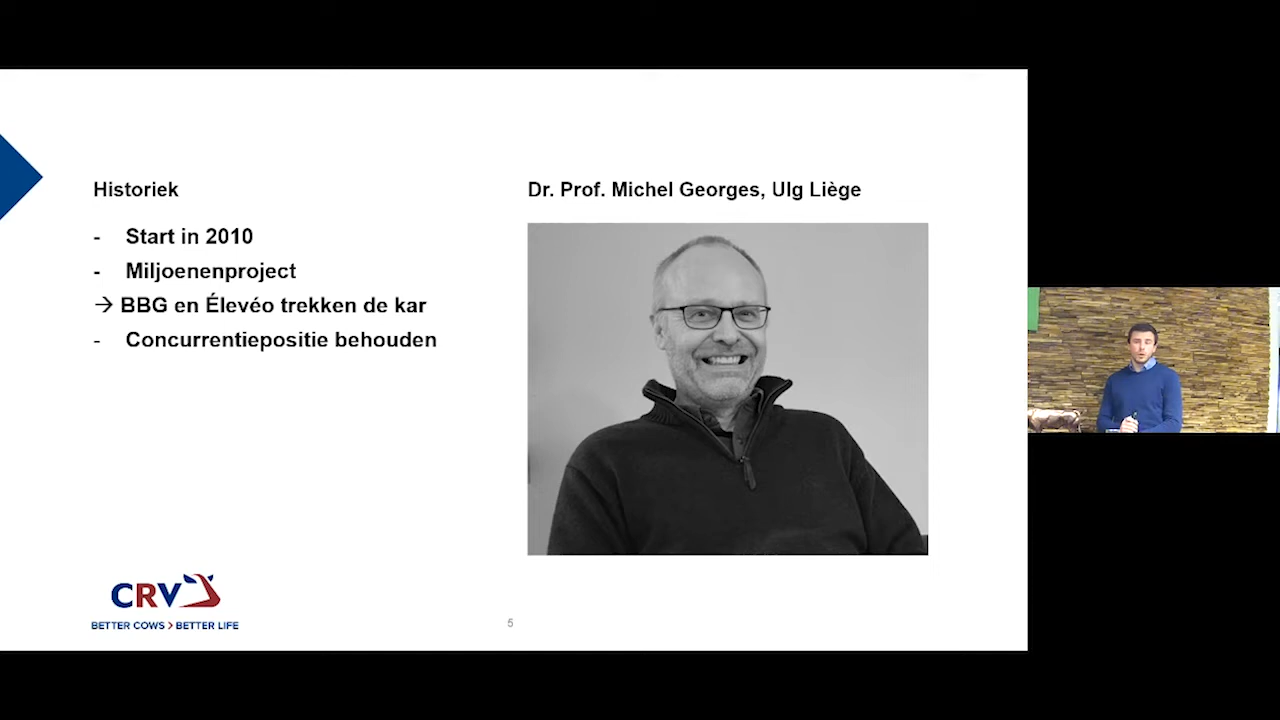 Historiek
- Start in 2010
- Miljoenenproject
→ BBG en Élevéo trekken de kar
- Concurrentiepositie behouden
Dr. Prof. Michel Georges, Ulg Liège
CRV
BETTER COWS > BETTER LIFE
5